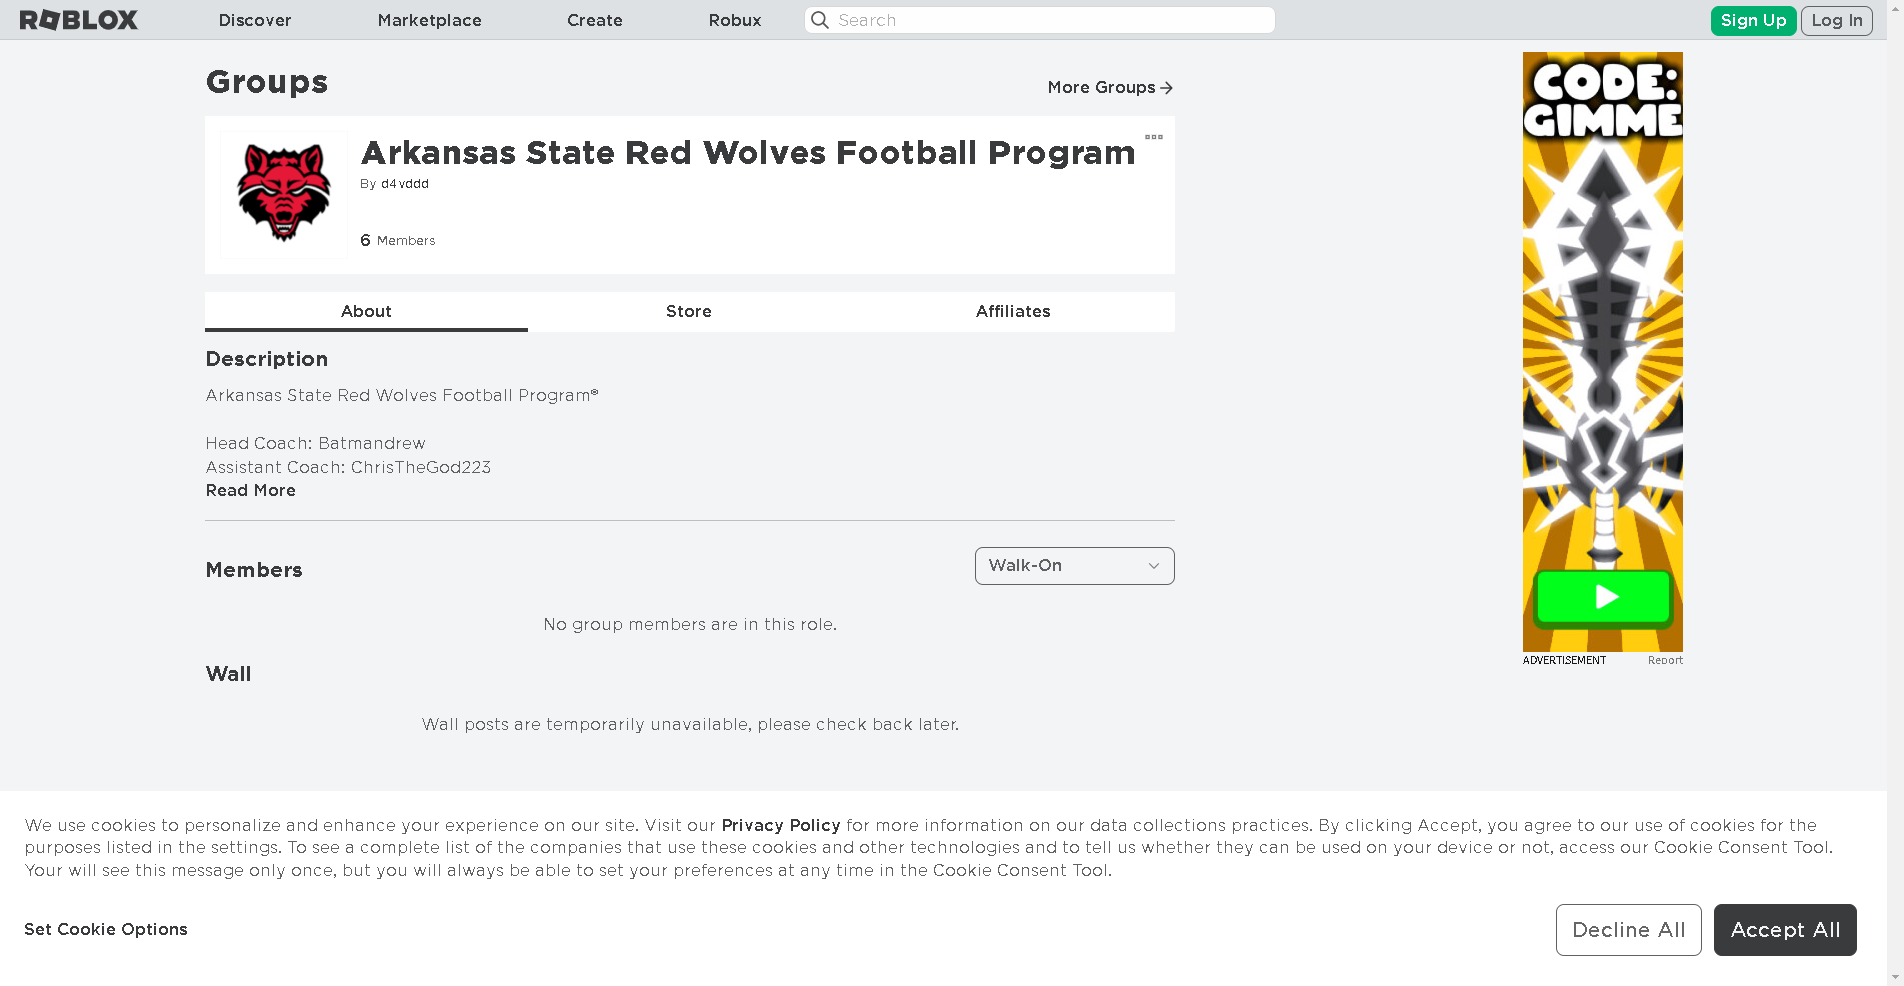 ROBLOX
Discover
Marketplace
Create
Robux
Search
Sign Up
Log In
Groups
More Groups
Arkansas State Red Wolves Football Program
By d4vddd
6 Members
About
Store
Affiliates
Description
Arkansas State Red Wolves Football Program®
Head Coach: Batmandrew
Assistant Coach: ChrisTheGod223
Read More
Members
Walk-On
No group members are in this role.
Wall
Wall posts are temporarily unavailable, please check back later.
CODE:
GIMME
ADVERTISEMENT
Report
We use cookies to personalize and enhance your experience on our site. Visit our Privacy Policy for more information on our data collections practices. By clicking Accept, you agree to our use of cookies for the
purposes listed in the settings. To see a complete list of the companies that use these cookies and other technologies and to tell us whether they can be used on your device or not, access our Cookie Consent Tool.
Your will see this message only once, but you will always be able to set your preferences at any time in the Cookie Consent Tool.
Set Cookie Options
Decline All
Accept All